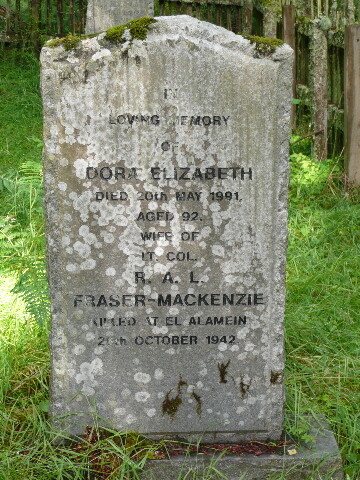 IN
LOVING MEMORY
OF
DORA ELIZABETH
DIED 20TH MAY 1991.
AGED 92.
WIFE OF
LT. COL.
R. A. L.
FRASER-MACKENZIE
KILLED AT EL ALAMEIN
OCTOBER 1942.